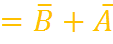 = B̄ + Ā